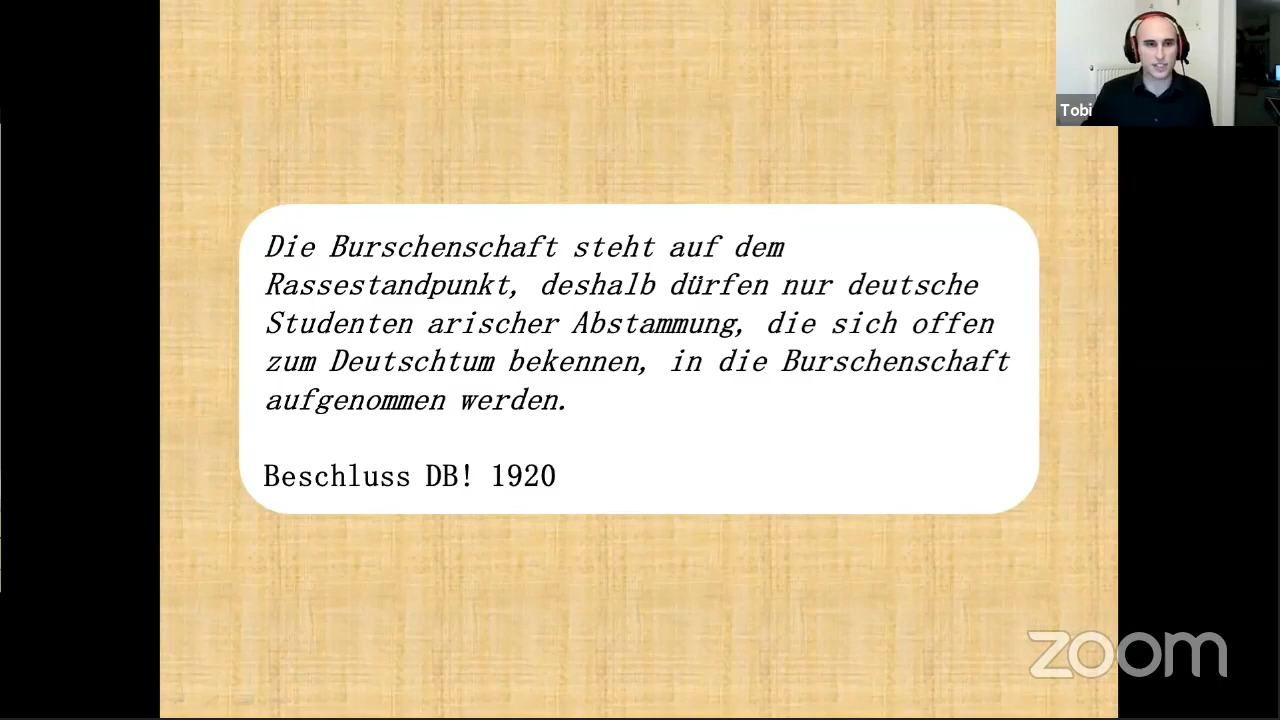 Tobi
Die Burschenschaft steht auf dem
Rassestandpunkt, deshalb dürfen nur deutsche
Studenten arischer Abstammung, die sich offen
zum Deutschtum bekennen, in die Burschenschaft
aufgenommen werden.
Beschluss DB! 1920
zoom